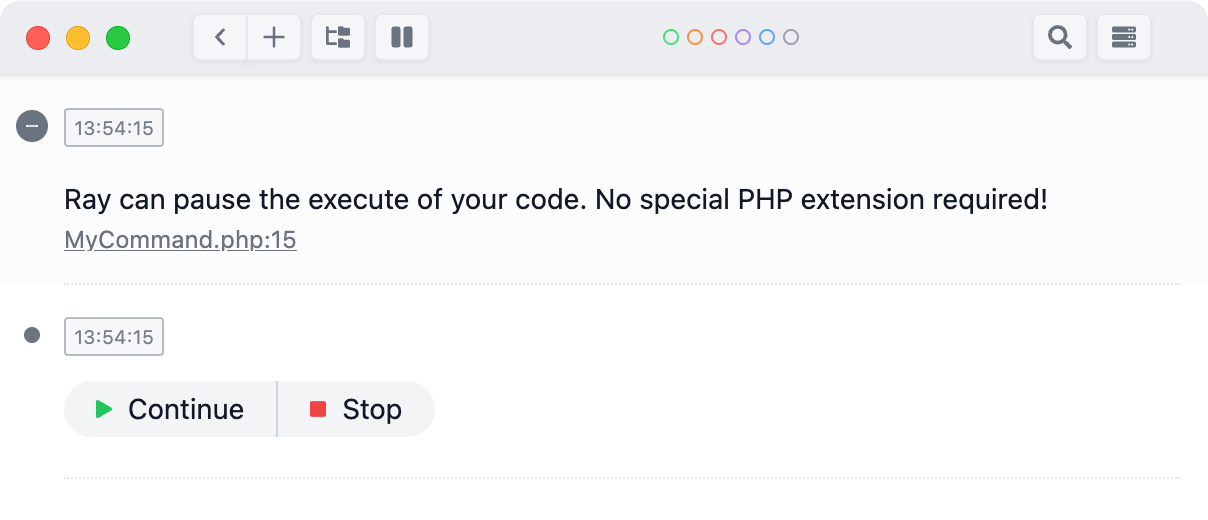 13:54:15
Ray can pause the execute of your code. No special PHP extension required!
MyCommand.php:15
13:54:15
Continue
Stop